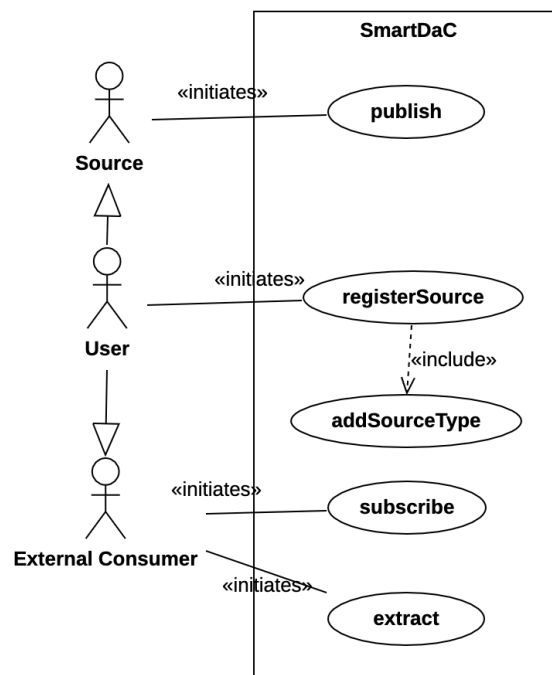 SmartDaC
«initiates»
publish
Source
«initiates»
registerSource
User
«include»
addSourceType
«initiates»
subscribe
External Consumer
«initiates»
extract